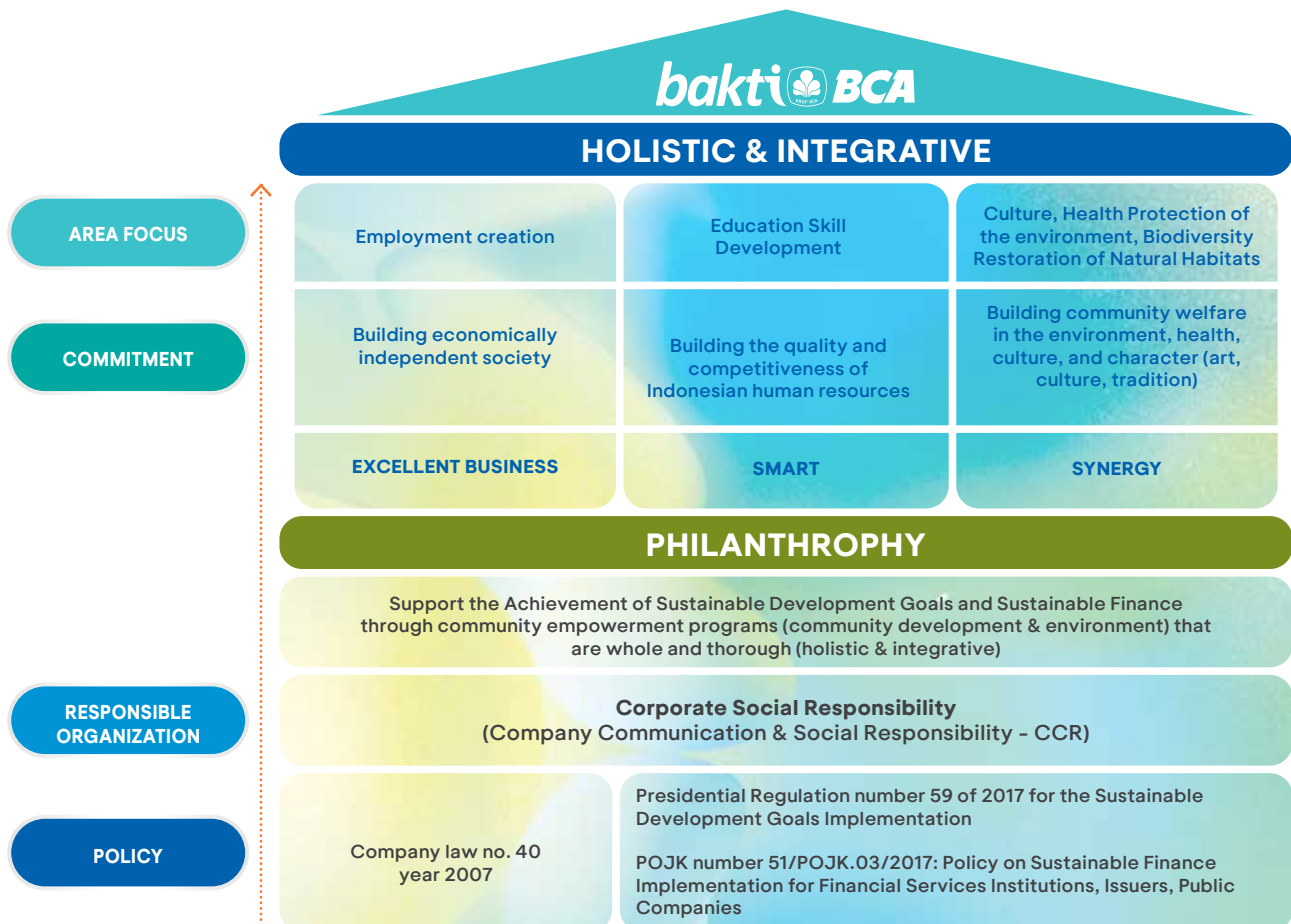 bakti BCA
HOLISTIC & INTEGRATIVE
AREA FOCUS
Employment creation
Education Skill
Development
Culture, Health Protection of
the environment, Biodiversity
Restoration of Natural Habitats
COMMITMENT
Building economically
independent society
Building the quality and
competitiveness of
Indonesian human resources
Building community welfare
in the environment, health,
culture, and character (art,
culture, tradition)
EXCELLENT BUSINESS
SMART
SYNERGY
PHILANTHROPHY
Support the Achievement of Sustainable Development Goals and Sustainable Finance
through community empowerment programs (community development & environment) that
are whole and thorough (holistic & integrative)
RESPONSIBLE
ORGANIZATION
Corporate Social Responsibility
(Company Communication & Social Responsibility - CCR)
POLICY
Company law no. 40
year 2007
Presidential Regulation number 59 of 2017 for the Sustainable
Development Goals Implementation
POJK number 51/POJK.03/2017: Policy on Sustainable Finance
Implementation for Financial Services Institutions, Issuers, Public
Companies